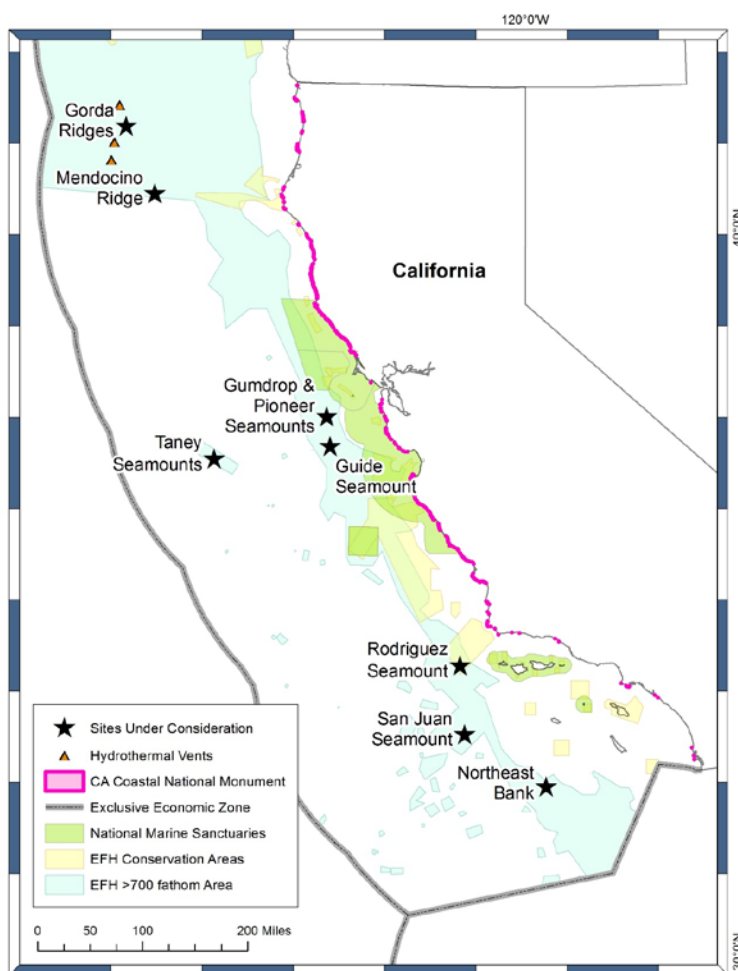 120°0'W
Gorda
Ridges
Mendocino
Ridge
40°0'N
California
Gumdrop &
Pioneer
Seamounts
Taney
Seamounts
Guide
Seamount
Rodriguez
Seamount
San Juan
Seamount
Northeast
Bank
Sites Under Consideration
Hydrothermal Vents
CA Coastal National Monument
Exclusive Economic Zone
National Marine Sanctuaries
EFH Conservation Areas
EFH >700 fathom Area
0 50 100 200 Miles